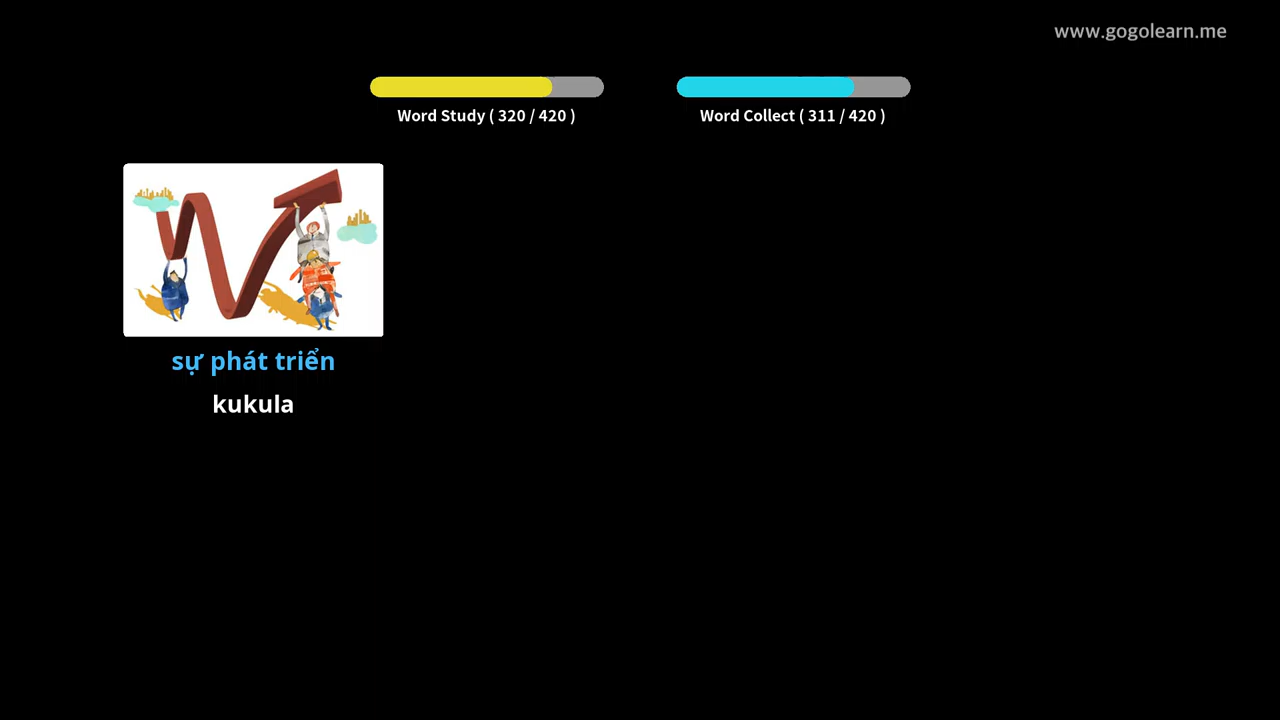 www.gogolearn.me
Word Study ( 320 / 420 )
Word Collect ( 311 / 420 )
sự phát triển
kukula